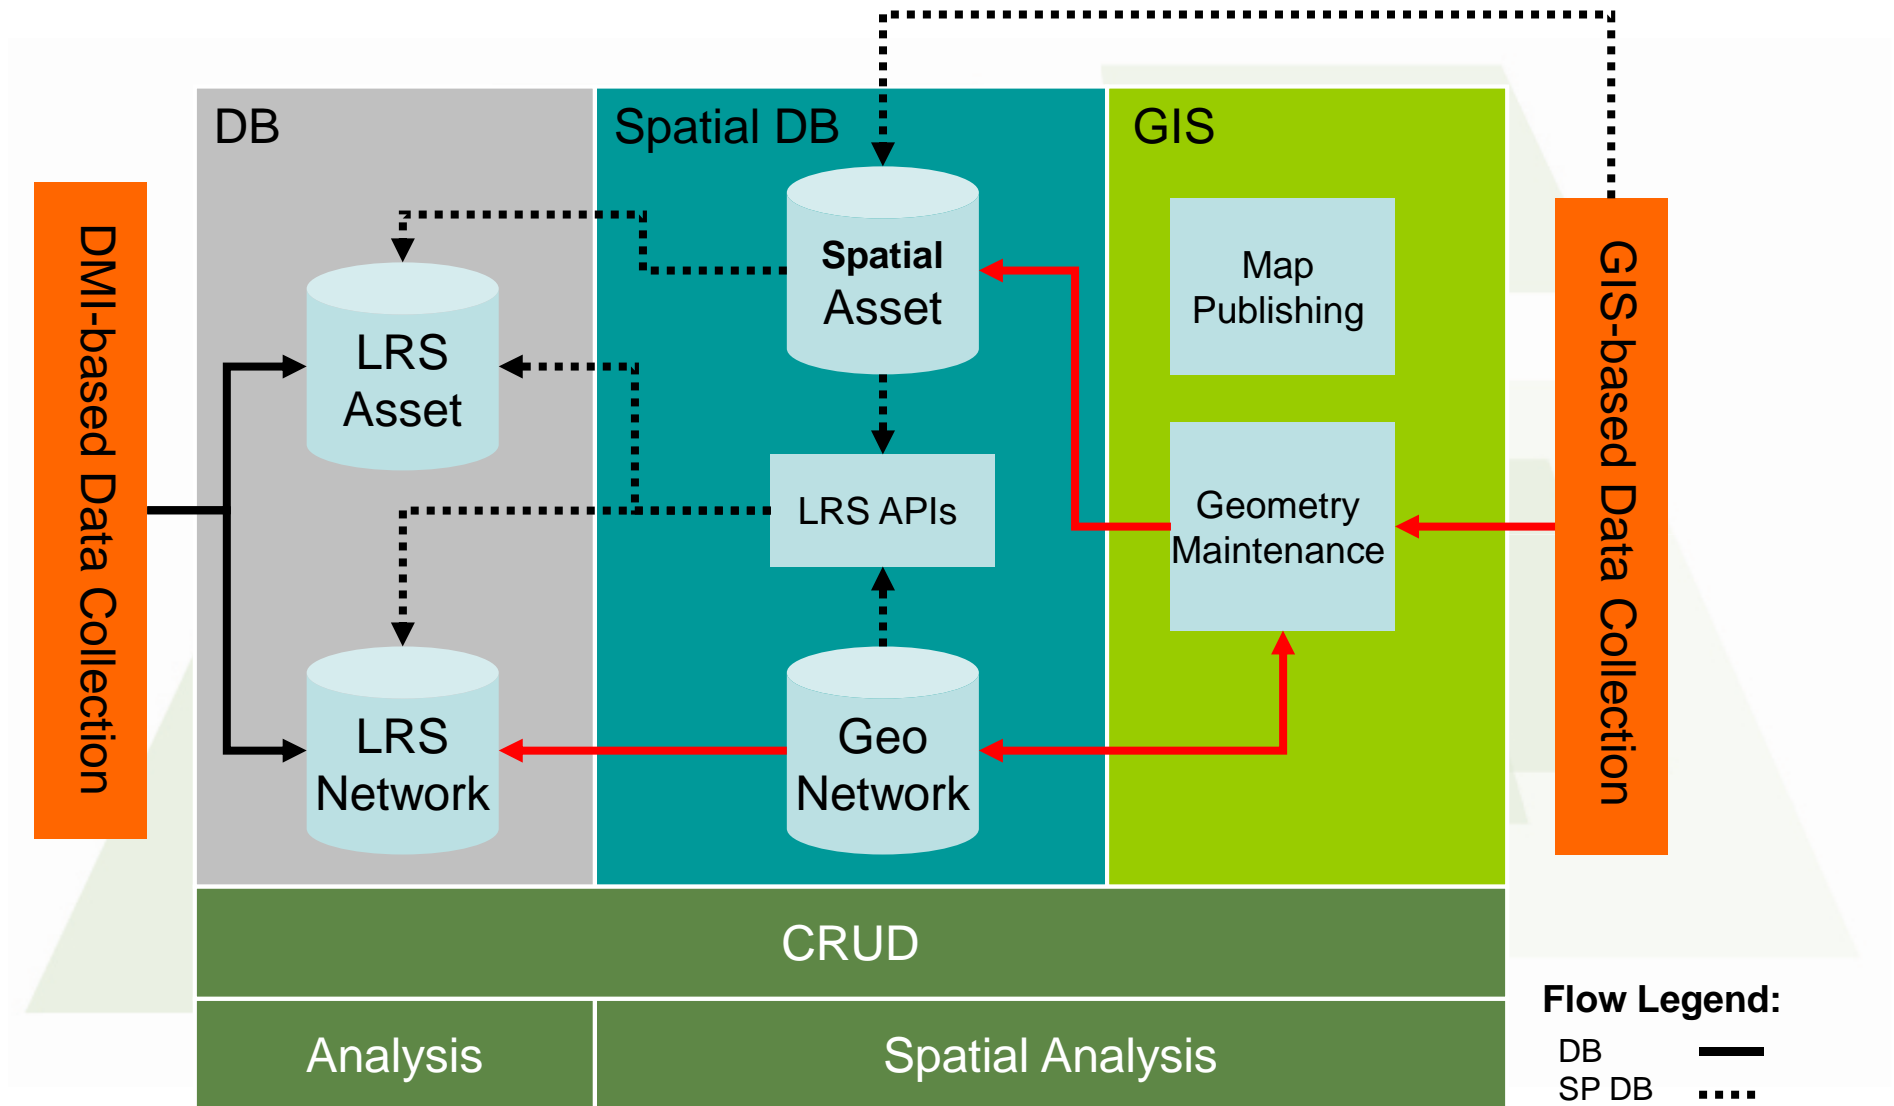 DB
Spatial DB
GIS
DMI-based Data Collection
LRS
Asset
LRS
Network
Spatial
Asset
LRS APIs
Geo
Network
Map
Publishing
Geometry
Maintenance
GIS-based Data Collection
CRUD
Analysis
Spatial Analysis
Flow Legend:
DB
SP DB